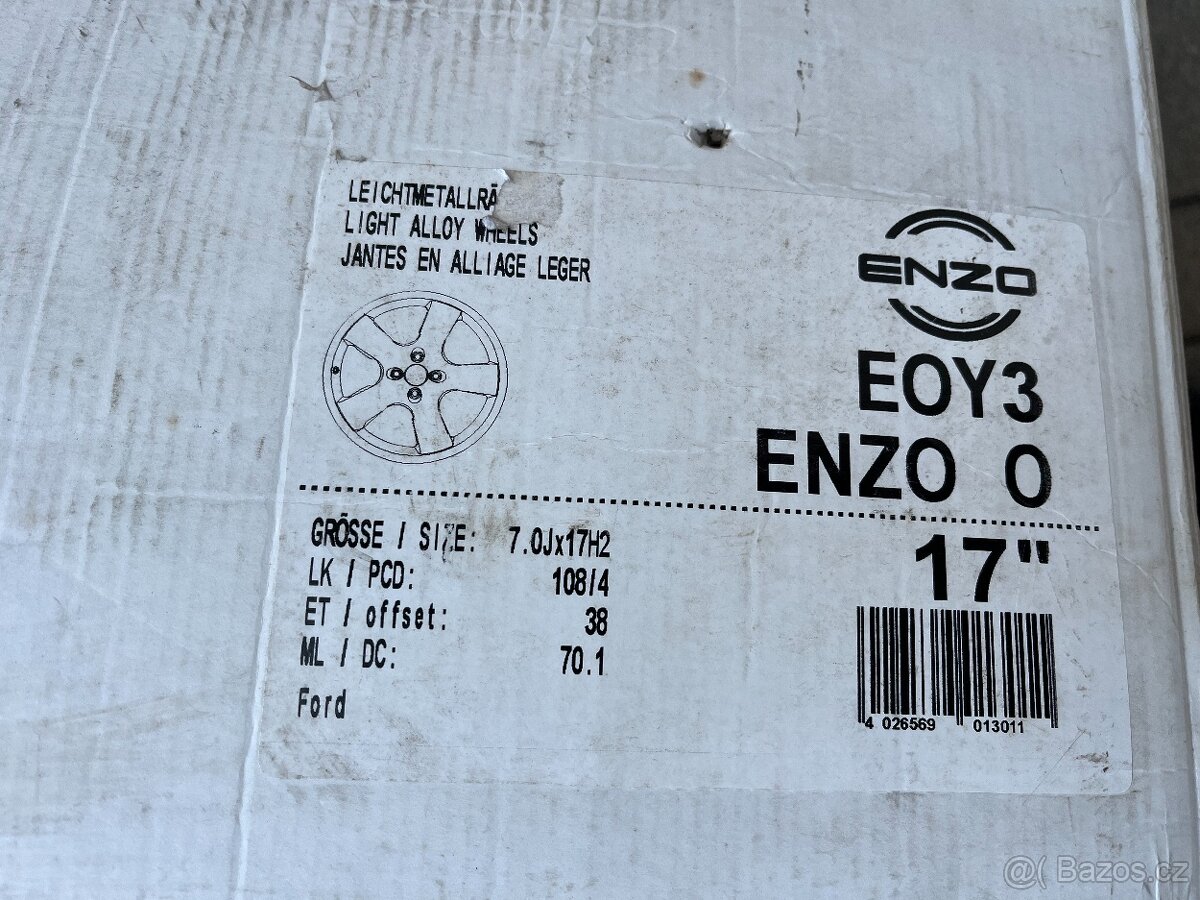 LEICHTMETALLRÄ
LIGHT ALLOY WHEELS
JANTES EN ALLIAGE LEGER
ENZO
EOY3
ENZO O
17"
GRÖSSE / SIZE: 7.0Jx17H2
LK / PCD: 108/4
ET / offset: 38
ML / DC: 70.1
Ford
4 026569 013011
@( Bazos.cz